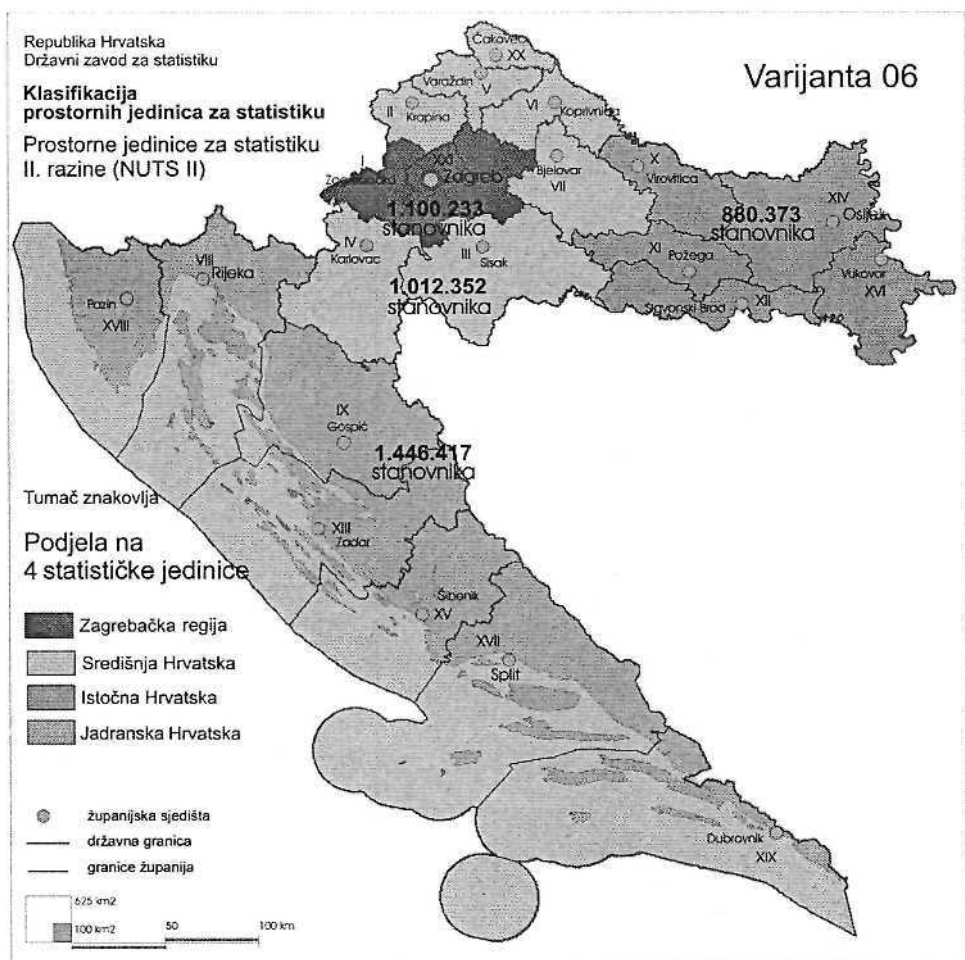 Republika Hrvatska
Državni zavod za statistiku
Klasifikacija
prostornih jedinica za statistiku
Prostorne jedinice za statistiku
II. razine (NUTS II)
Varijanta 06
Čakovec
XX
Varaždin
V
II
Krapina
VI
Koprivnica
I
XXI
Zagreb
Bjelovar
VII
X
Virovitica
XIV
Osijek
1.100.233
stanovnika
880.373
stanovnika
IV
Karlovac
III
Sisak
XI
Požega
Vukovar
XVI
1.012.352
stanovnika
Slavonski Brod
XII
VIII
Rijeka
Pazin
XVIII
IX
Gospić
1.446.417
stanovnika
XIII
Zadar
Šibenik
XV
XVII
Split
Dubrovnik
XIX
Tumač znakovlja
Podjela na
4 statističke jedinice
Zagrebačka regija
Središnja Hrvatska
Istočna Hrvatska
Jadranska Hrvatska
županijska sjedišta
državna granica
granice županija
625 km2
100 km2
50
100 km